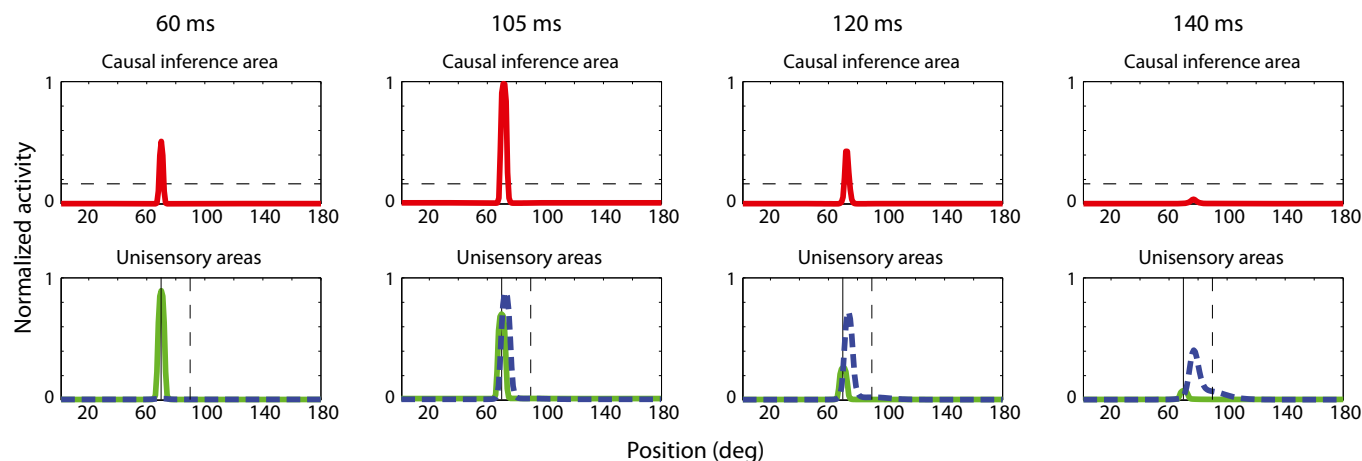 60 ms 105 ms 120 ms 140 ms
Causal inference area Causal inference area Causal inference area Causal inference area
1 1 1 1
0 0 0 0
20 60 100 140 180 20 60 100 140 180 20 60 100 140 180 20 60 100 140 180
Normalized activity
Unisensory areas Unisensory areas Unisensory areas Unisensory areas
1 1 1 1
0 0 0 0
20 60 100 140 180 20 60 100 140 180 20 60 100 140 180 20 60 100 140 180
Position (deg)